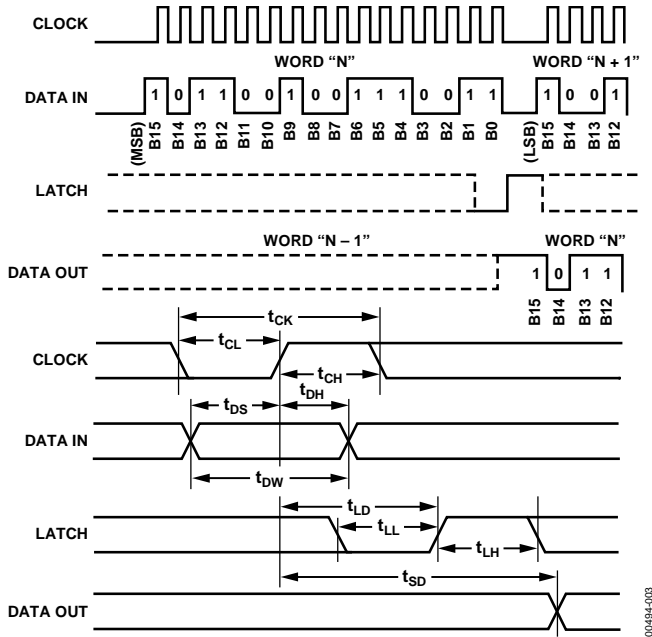 CLOCK
WORD “N” WORD “N + 1”
DATA IN 1 0 1 1 0 0 1 0 0 1 1 1 0 0 1 1 1 0 0 1
(MSB) B15 B14 B13 B12 B11 B10 B9 B8 B7 B6 B5 B4 B3 B2 B1 B0 (LSB) B15 B14 B13 B12
LATCH
WORD “N – 1” WORD “N”
DATA OUT 1 0 1 1
B15 B14 B13 B12
tCK
tCL
CLOCK
tCH
tDH
tDS
DATA IN
tDW
tLD
tLL
LATCH
tLH
tSD
DATA OUT
00494-003